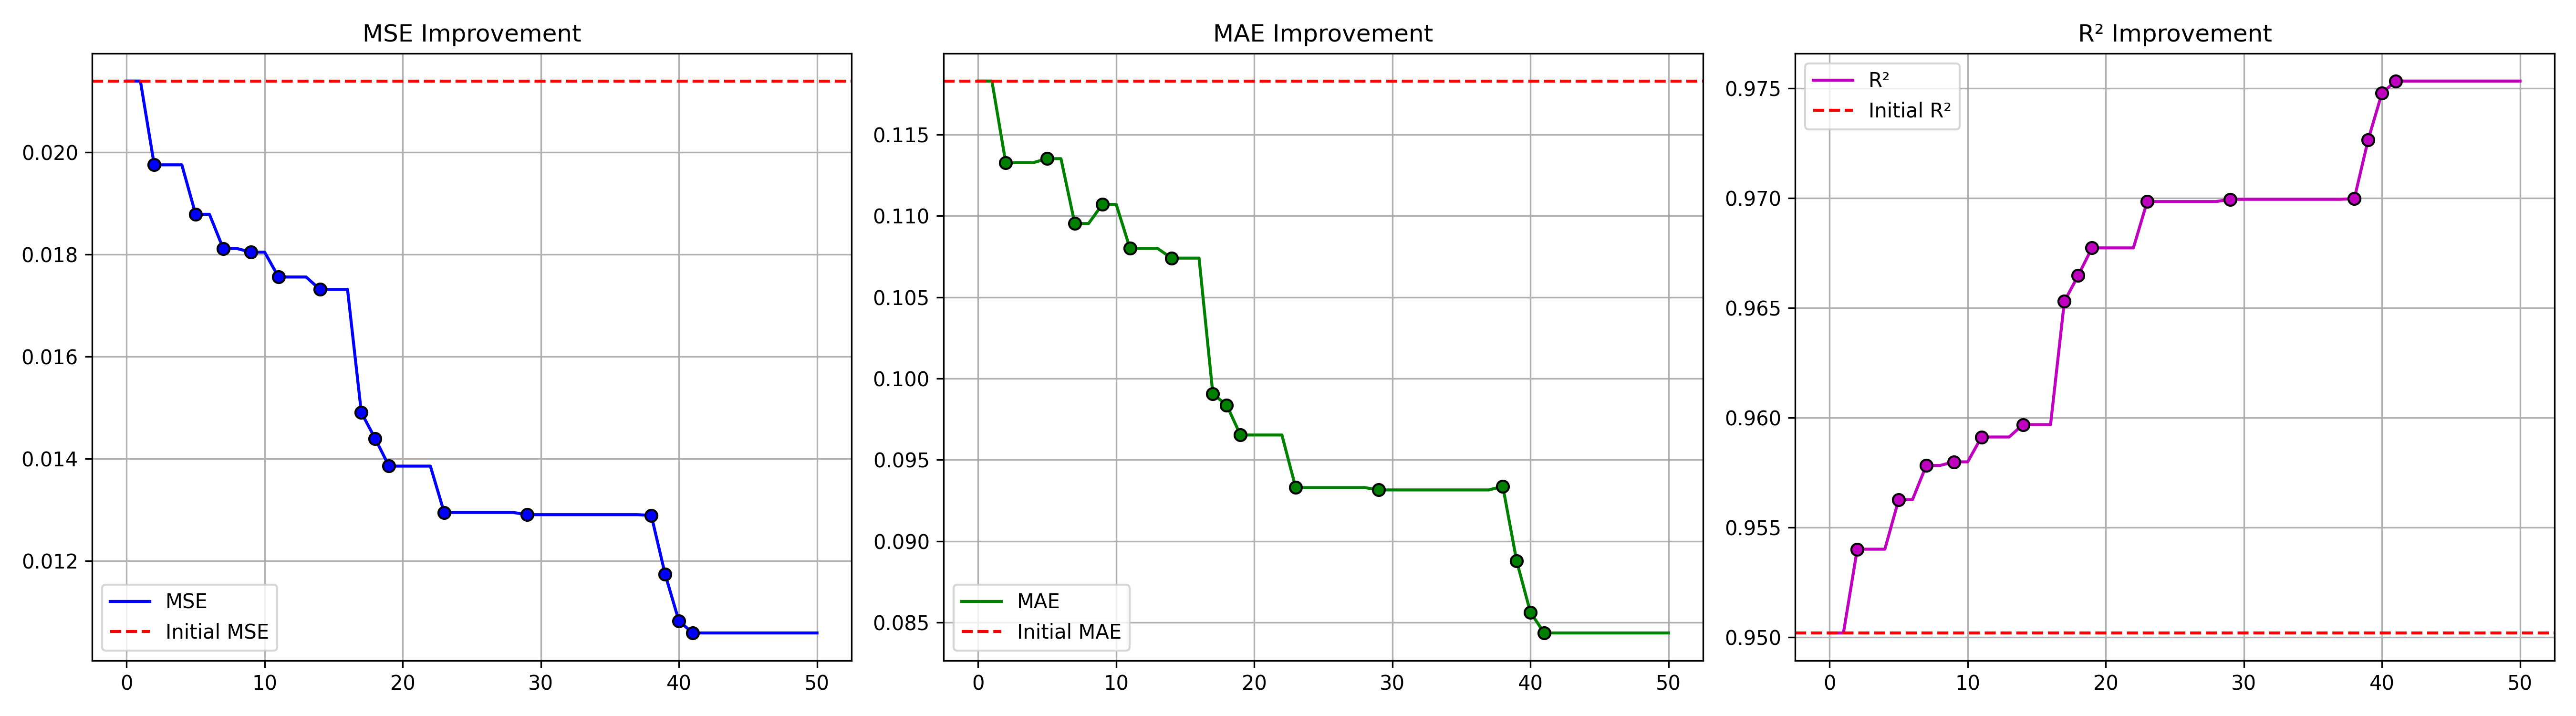 MSE Improvement
0.020
0.018
0.016
0.014
0.012
MSE
Initial MSE
0 10 20 30 40 50
MAE Improvement
0.115
0.110
0.105
0.100
0.095
0.090
0.085
MAE
Initial MAE
0 10 20 30 40 50
R² Improvement
R²
Initial R²
0.975
0.970
0.965
0.960
0.955
0.950
0 10 20 30 40 50